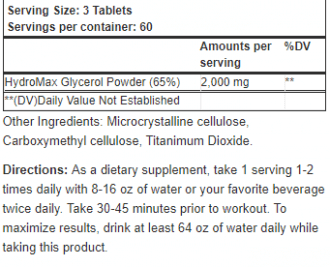 Serving Size: 3 Tablets
Servings per container: 60
Amounts per serving %DV
HydroMax Glycerol Powder (65%) 2,000 mg **
**(DV)Daily Value Not Established
Other Ingredients: Microcrystalline cellulose,
Carboxymethyl cellulose, Titanimum Dioxide.
Directions: As a dietary supplement, take 1 serving 1-2
times daily with 8-16 oz of water or your favorite beverage
twice daily. Take 30-45 minutes prior to workout. To
maximize results, drink at least 64 oz of water daily while
taking this product.